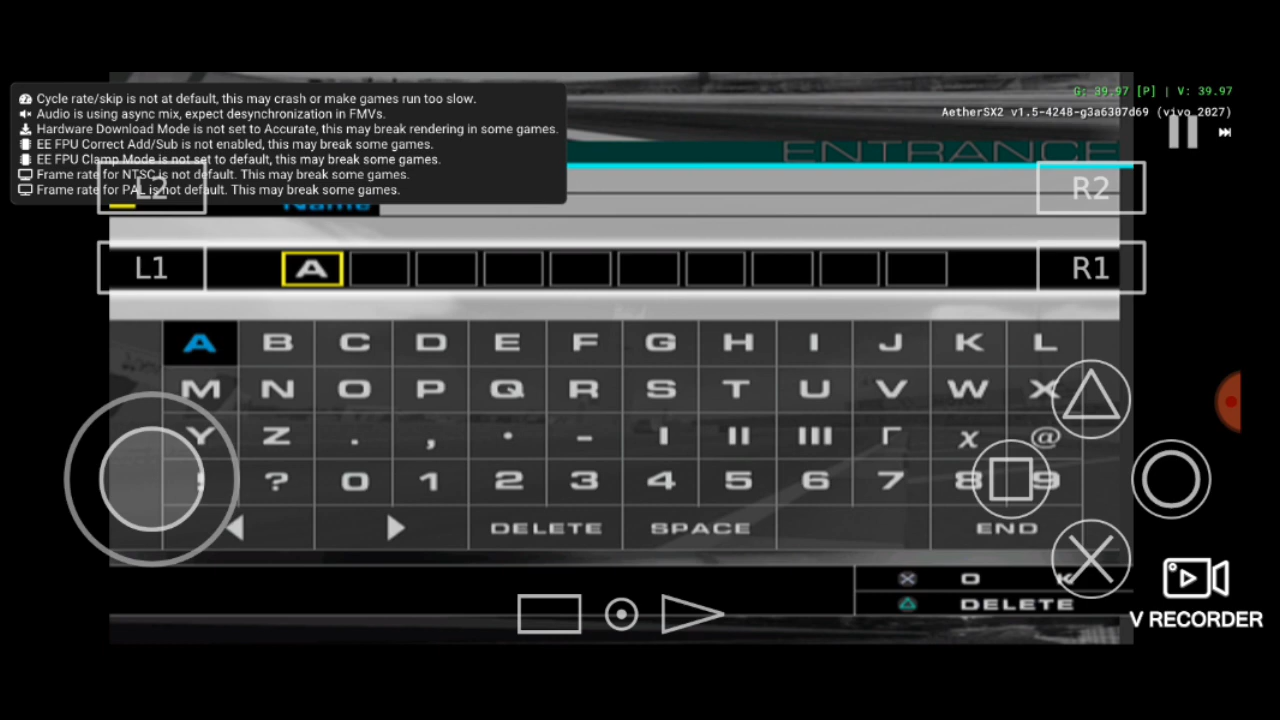 Cycle rate/skip is not at default, this may crash or make games run too slow.
Audio is using async mix, expect desynchronization in FMVs.
Hardware Download Mode is not set to Accurate, this may break rendering in some games.
EE FPU Correct Add/Sub is not enabled, this may break some games.
EE FPU Clamp Mode is not set to default, this may break some games.
Frame rate for NTSC is not default. This may break some games.
Frame rate for PAL is not default. This may break some games.
G: 39.97 [P] | V: 39.97
AetherSX2 v1.5-4248-g3a6307d69 (vivo 2027)
ENTRANCE
L2
R2
Name
L1
A
R1
A B C D E F G H I J K L
M N O P Q R S T U V W X
Y Z . , · - I II III Γ x @
! ? 0 1 2 3 4 5 6 7 8 9
DELETE SPACE END
O K
DELETE
V RECORDER